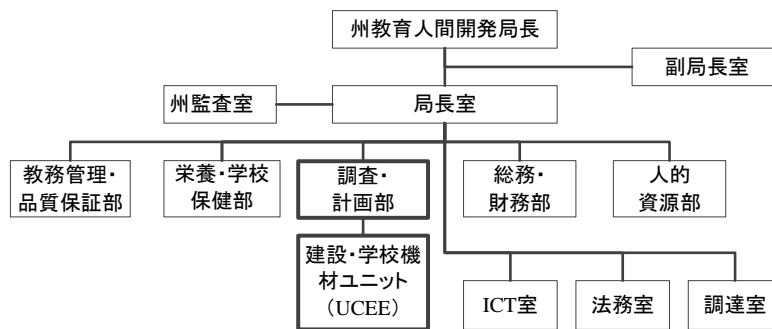 州教育人間開発局長
副局長室
州監査室
局長室
教務管理・
品質保証部
栄養・学校
保健部
調査・
計画部
総務・
財務部
人的
資源部
建設・学校機
材ユニット
（UCEE）
ICT室
法務室
調達室